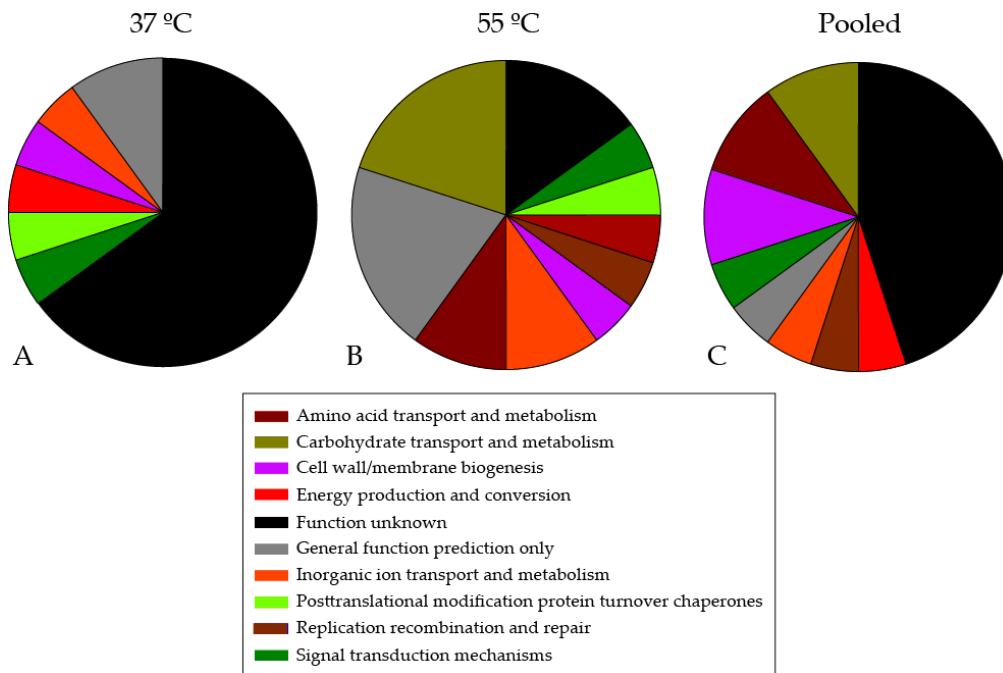 37 ºC
55 ºC
Pooled
A
B
C
Amino acid transport and metabolism
Carbohydrate transport and metabolism
Cell wall/membrane biogenesis
Energy production and conversion
Function unknown
General function prediction only
Inorganic ion transport and metabolism
Posttranslational modification protein turnover chaperones
Replication recombination and repair
Signal transduction mechanisms